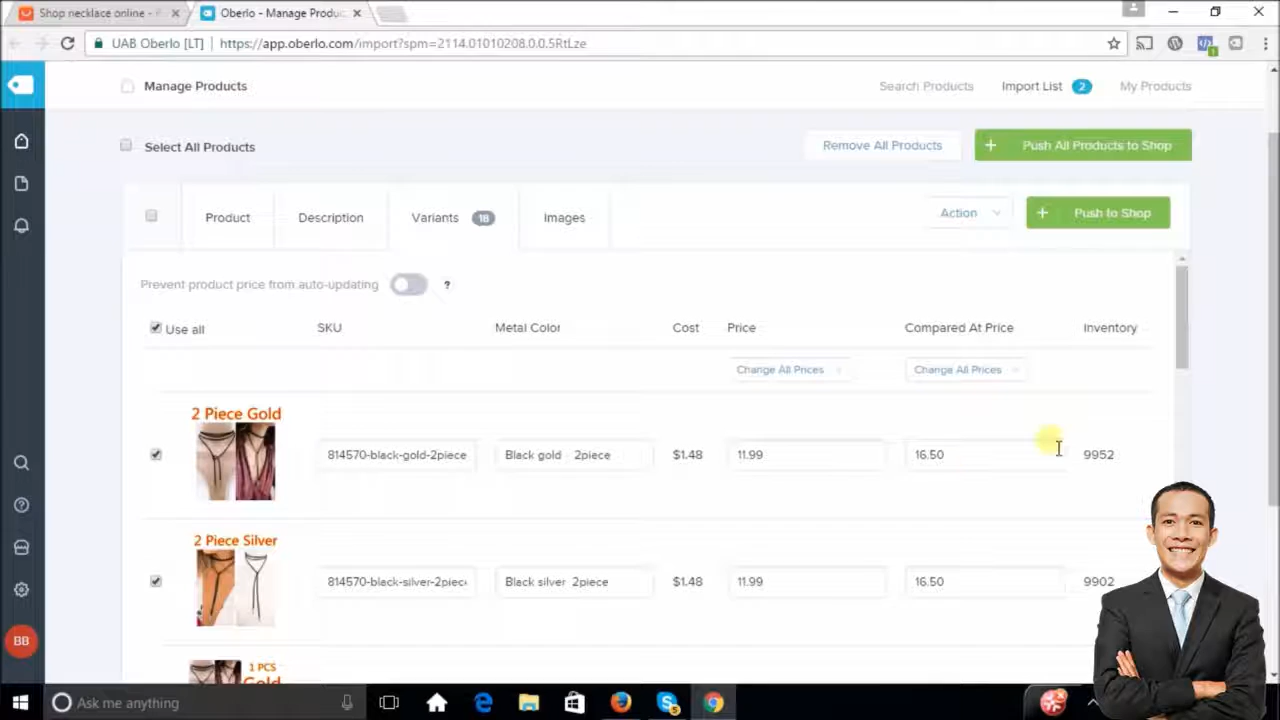 Shop necklace online -
Oberlo - Manage Produc
UAB Oberlo [LT]
https://app.oberlo.com/import?spm=2114.01010208.0.0.5RtLze
Manage Products
Search Products
Import List 2
My Products
Select All Products
Remove All Products
+ Push All Products to Shop
Product
Description
Variants 18
Images
Action
+ Push to Shop
Prevent product price from auto-updating ?
Use all
SKU
Metal Color
Cost
Price
Compared At Price
Inventory
Change All Prices
Change All Prices
2 Piece Gold
814570-black-gold-2piece
Black gold 2piece
$1.48
11.99
16.50
9952
2 Piece Silver
814570-black-silver-2piec
Black silver 2piece
$1.48
11.99
16.50
9902
1 PCS
Gold
BB
Ask me anything